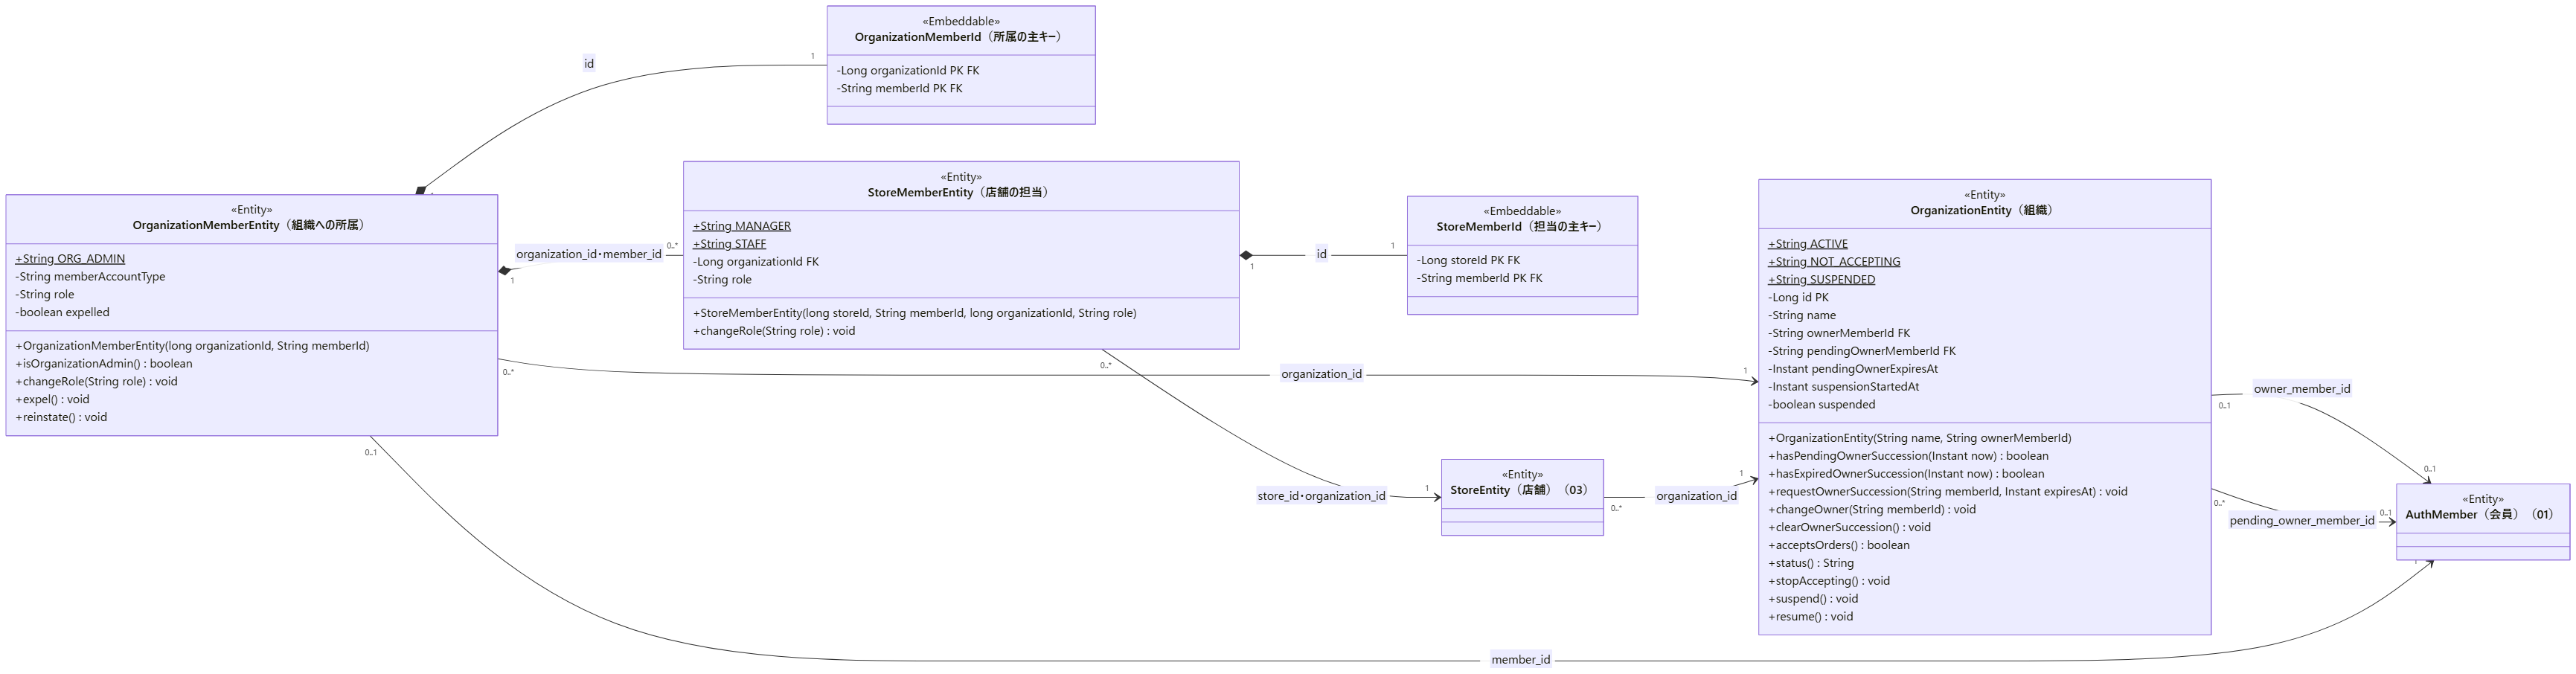 «Embeddable»
OrganizationMemberId（所属の主キー）
-Long organizationId PK FK
-String memberId PK FK
id
1
«Entity»
OrganizationMemberEntity（組織への所属）
+String ORG_ADMIN
-String memberAccountType
-String role
-boolean expelled
+OrganizationMemberEntity(long organizationId, String memberId)
+isOrganizationAdmin() : boolean
+changeRole(String role) : void
+expel() : void
+reinstate() : void
organization_id・member_id
1
0..*
«Entity»
StoreMemberEntity（店舗の担当）
+String MANAGER
+String STAFF
-Long organizationId FK
-String role
+StoreMemberEntity(long storeId, String memberId, long organizationId, String role)
+changeRole(String role) : void
1
id
1
«Embeddable»
StoreMemberId（担当の主キー）
-Long storeId PK FK
-String memberId PK FK
0..*
organization_id
1
0..*
store_id・organization_id
1
«Entity»
StoreEntity（店舗）（03）
0..*
organization_id
1
«Entity»
OrganizationEntity（組織）
+String ACTIVE
+String NOT_ACCEPTING
+String SUSPENDED
-Long id PK
-String name
-String ownerMemberId FK
-String pendingOwnerMemberId FK
-Instant pendingOwnerExpiresAt
-Instant suspensionStartedAt
-boolean suspended
+OrganizationEntity(String name, String ownerMemberId)
+hasPendingOwnerSuccession(Instant now) : boolean
+hasExpiredOwnerSuccession(Instant now) : boolean
+requestOwnerSuccession(String memberId, Instant expiresAt) : void
+changeOwner(String memberId) : void
+clearOwnerSuccession() : void
+acceptsOrders() : boolean
+status() : String
+stopAccepting() : void
+suspend() : void
+resume() : void
0..1
owner_member_id
0..1
0..*
pending_owner_member_id
0..1
«Entity»
AuthMember（会員）（01）
0..1
member_id
1